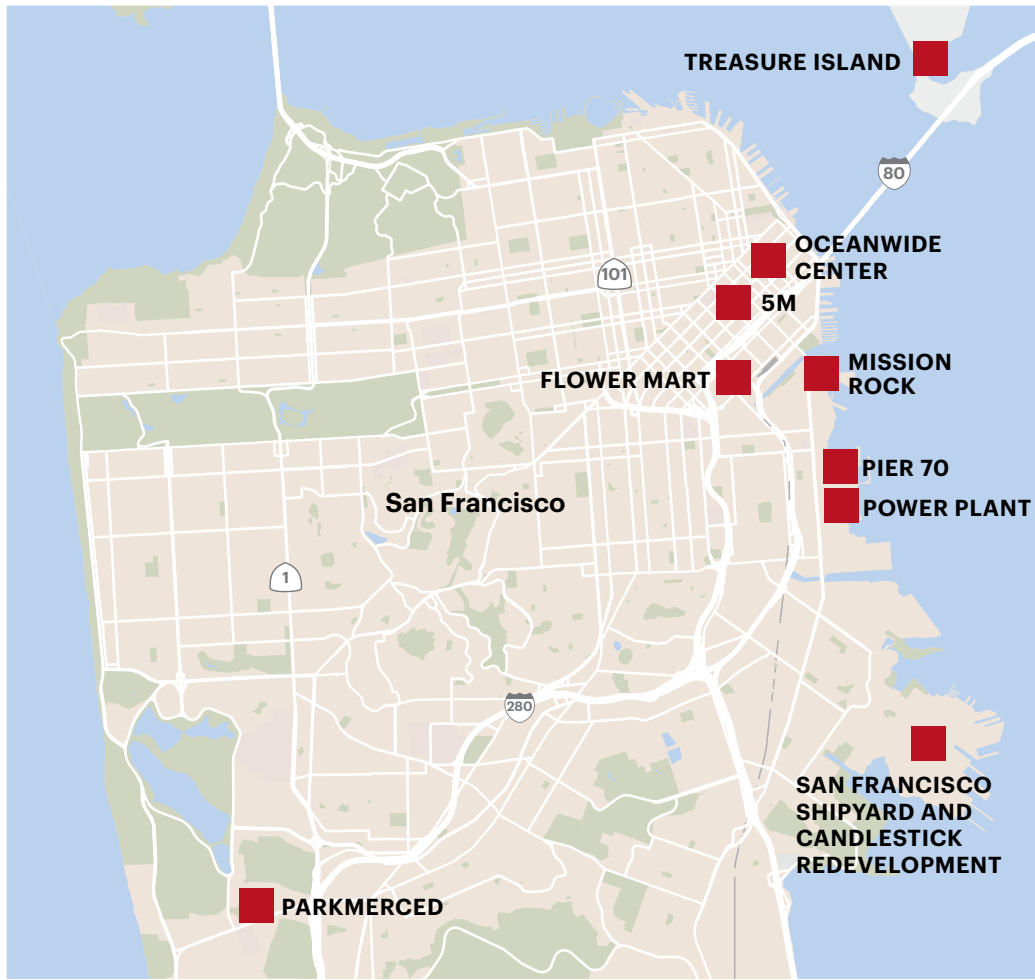 TREASURE ISLAND
80
OCEANWIDE
CENTER
101
5M
MISSION
ROCK
FLOWER MART
PIER 70
San Francisco
POWER PLANT
1
280
SAN FRANCISCO
SHIPYARD AND
CANDLESTICK
REDEVELOPMENT
PARKMERCED